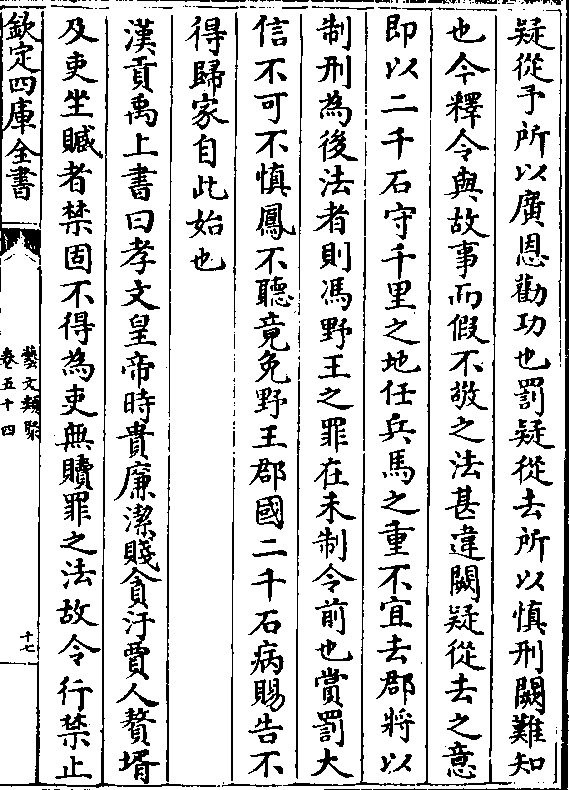 疑從予所以廣恩勸功也罰疑從去所以慎刑闕難知
也今釋令與故事而假不敬之法甚違闕疑從去之意
即以二千石守千里之地任兵馬之重不宜去郡將以
制刑為後法者則馮野王之罪在未制令前也賞罰大
信不可不慎鳳不聽竟免野王郡國二千石病賜告不
得歸家自此始也
漢貢禹上書曰孝文皇帝時貴廉潔賤貪汙賈人贅壻
及吏坐贓者禁固不得為吏無贖罪之法故令行禁止
欽定四庫全書
藝文類聚
卷五十四
十七